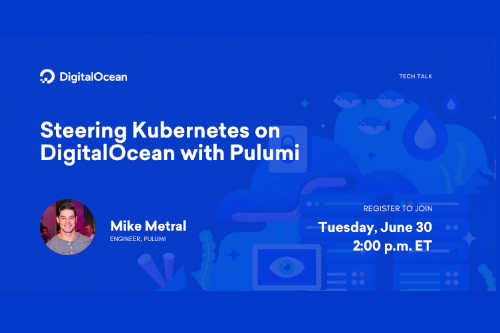 DigitalOcean
TECH TALK
Steering Kubernetes on
DigitalOcean with Pulumi
Mike Metral
ENGINEER, PULUMI
REGISTER TO JOIN
Tuesday, June 30
2:00 p.m. ET